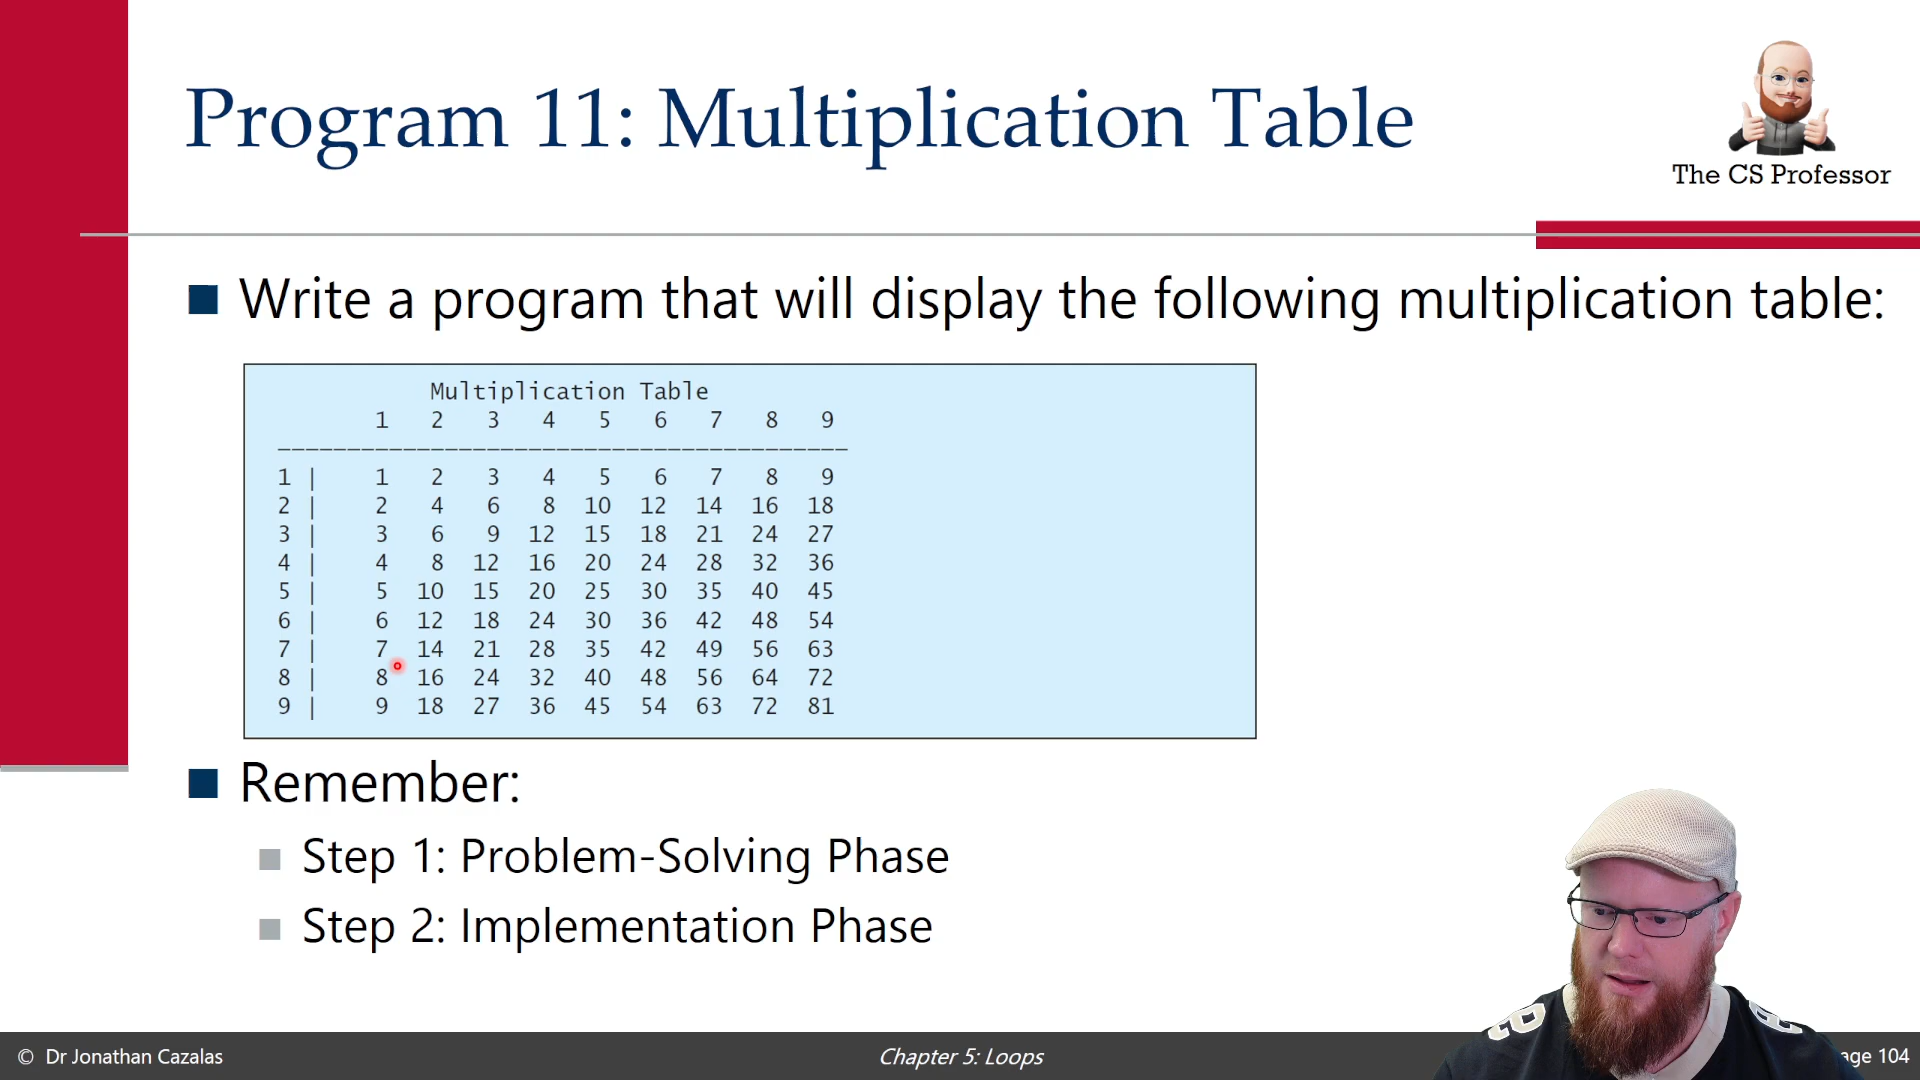 Program 11: Multiplication Table
The CS Professor
Write a program that will display the following multiplication table:
Multiplication Table
1 2 3 4 5 6 7 8 9
1 | 1 2 3 4 5 6 7 8 9
2 | 2 4 6 8 10 12 14 16 18
3 | 3 6 9 12 15 18 21 24 27
4 | 4 8 12 16 20 24 28 32 36
5 | 5 10 15 20 25 30 35 40 45
6 | 6 12 18 24 30 36 42 48 54
7 | 7 14 21 28 35 42 49 56 63
8 | 8 16 24 32 40 48 56 64 72
9 | 9 18 27 36 45 54 63 72 81
Remember:
Step 1: Problem-Solving Phase
Step 2: Implementation Phase
© Dr Jonathan Cazalas
Chapter 5: Loops
age 104